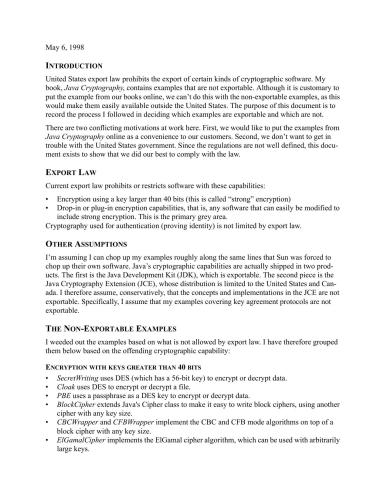 May 6, 1998
INTRODUCTION
United States export law prohibits the export of certain kinds of cryptographic software. My
book, Java Cryptography, contains examples that are not exportable. Although it is customary to
put the example from our books online, we can't do this with the non-exportable examples, as this
would make them easily available outside the United States. The purpose of this document is to
record the process I followed in deciding which examples are exportable and which are not.
There are two conflicting motivations at work here. First, we would like to put the examples from
Java Cryptography online as a convenience to our customers. Second, we don't want to get in
trouble with the United States government. Since the regulations are not well defined, this docu-
ment exists to show that we did our best to comply with the law.
EXPORT LAW
Current export law prohibits or restricts software with these capabilities:
• Encryption using a key larger than 40 bits (this is called “strong” encryption)
• Drop-in or plug-in encryption capabilities, that is, any software that can easily be modified to
include strong encryption. This is the primary grey area.
Cryptography used for authentication (proving identity) is not limited by export law.
OTHER ASSUMPTIONS
I'm assuming I can chop up my examples roughly along the same lines that Sun was forced to
chop up their own software. Java's cryptographic capabilities are actually shipped in two prod-
ucts. The first is the Java Development Kit (JDK), which is exportable. The second piece is the
Java Cryptography Extension (JCE), whose distribution is limited to the United States and Can-
ada. I therefore assume, conservatively, that the concepts and implementations in the JCE are not
exportable. Specifically, I assume that my examples covering key agreement protocols are not
exportable.
THE NON-EXPORTABLE EXAMPLES
I weeded out the examples based on what is not allowed by export law. I have therefore grouped
them below based on the offending cryptographic capability:
ENCRYPTION WITH KEYS GREATER THAN 40 BITS
• SecretWriting uses DES (which has a 56-bit key) to encrypt or decrypt data.
• Cloak uses DES to encrypt or decrypt a file.
• PBE uses a passphrase as a DES key to encrypt or decrypt data.
• BlockCipher extends Java's Cipher class to make it easy to write block ciphers, using another
cipher with any key size.
• CBCWrapper and CFBWrapper implement the CBC and CFB mode algorithms on top of a
block cipher with any key size.
• ElGamalCipher implements the ElGamal cipher algorithm, which can be used with arbitrarily
large keys.